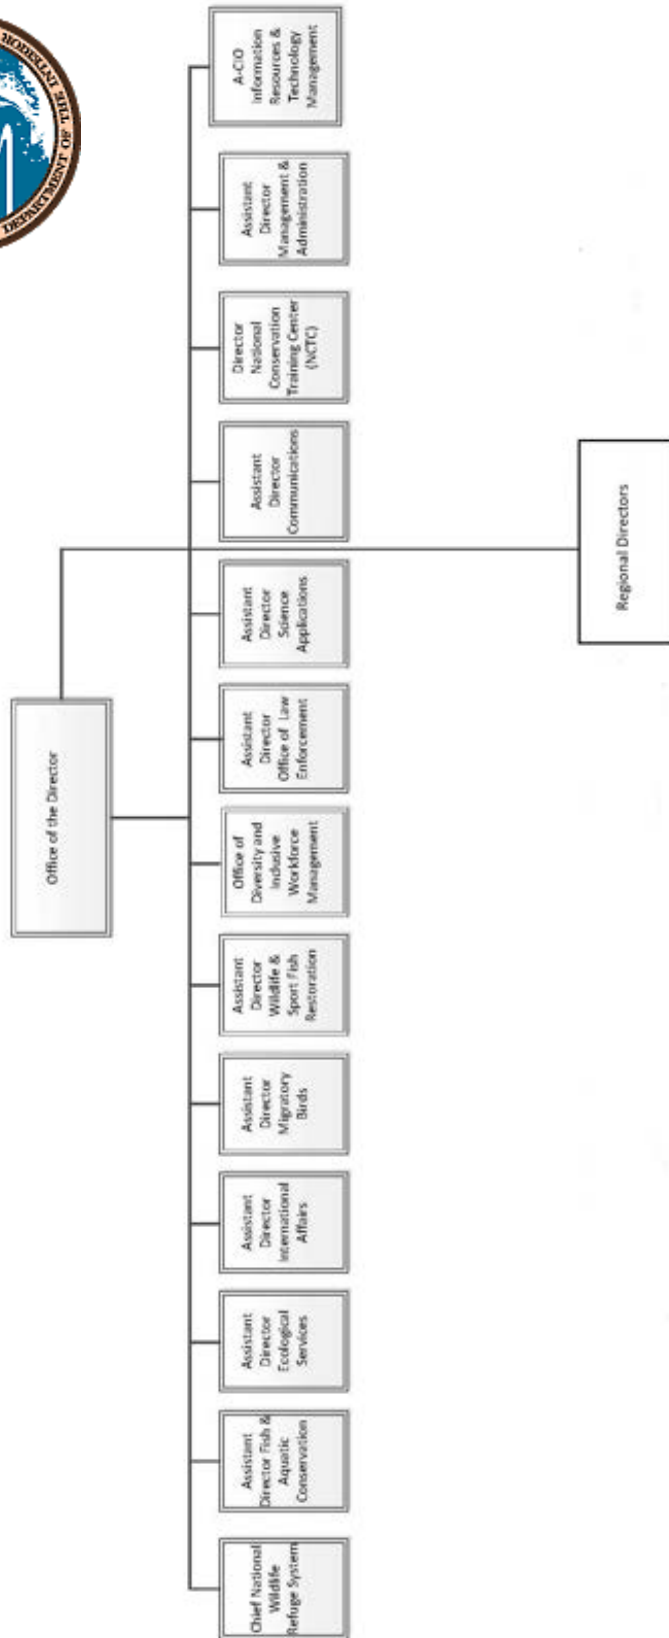 Office of the Director
Chief National
Wildlife
Refuge System
Assistant
Director Fish &
Aquatic
Conservation
Assistant
Director
Ecological
Services
Assistant
Director
International
Affairs
Assistant
Director
Migratory
Birds
Assistant
Director
Wildlife &
Sport Fish
Restoration
Office of
Diversity and
Inclusive
Workforce
Management
Assistant
Director
Office of Law
Enforcement
Assistant
Director
Science
Applications
Assistant
Director
Communications
Director
National
Conservation
Training Center
(NCTC)
Assistant
Director
Management &
Administration
A-CIO
Information
Resources &
Technology
Management
Regional Directors
DEPARTMENT OF THE INTERIOR